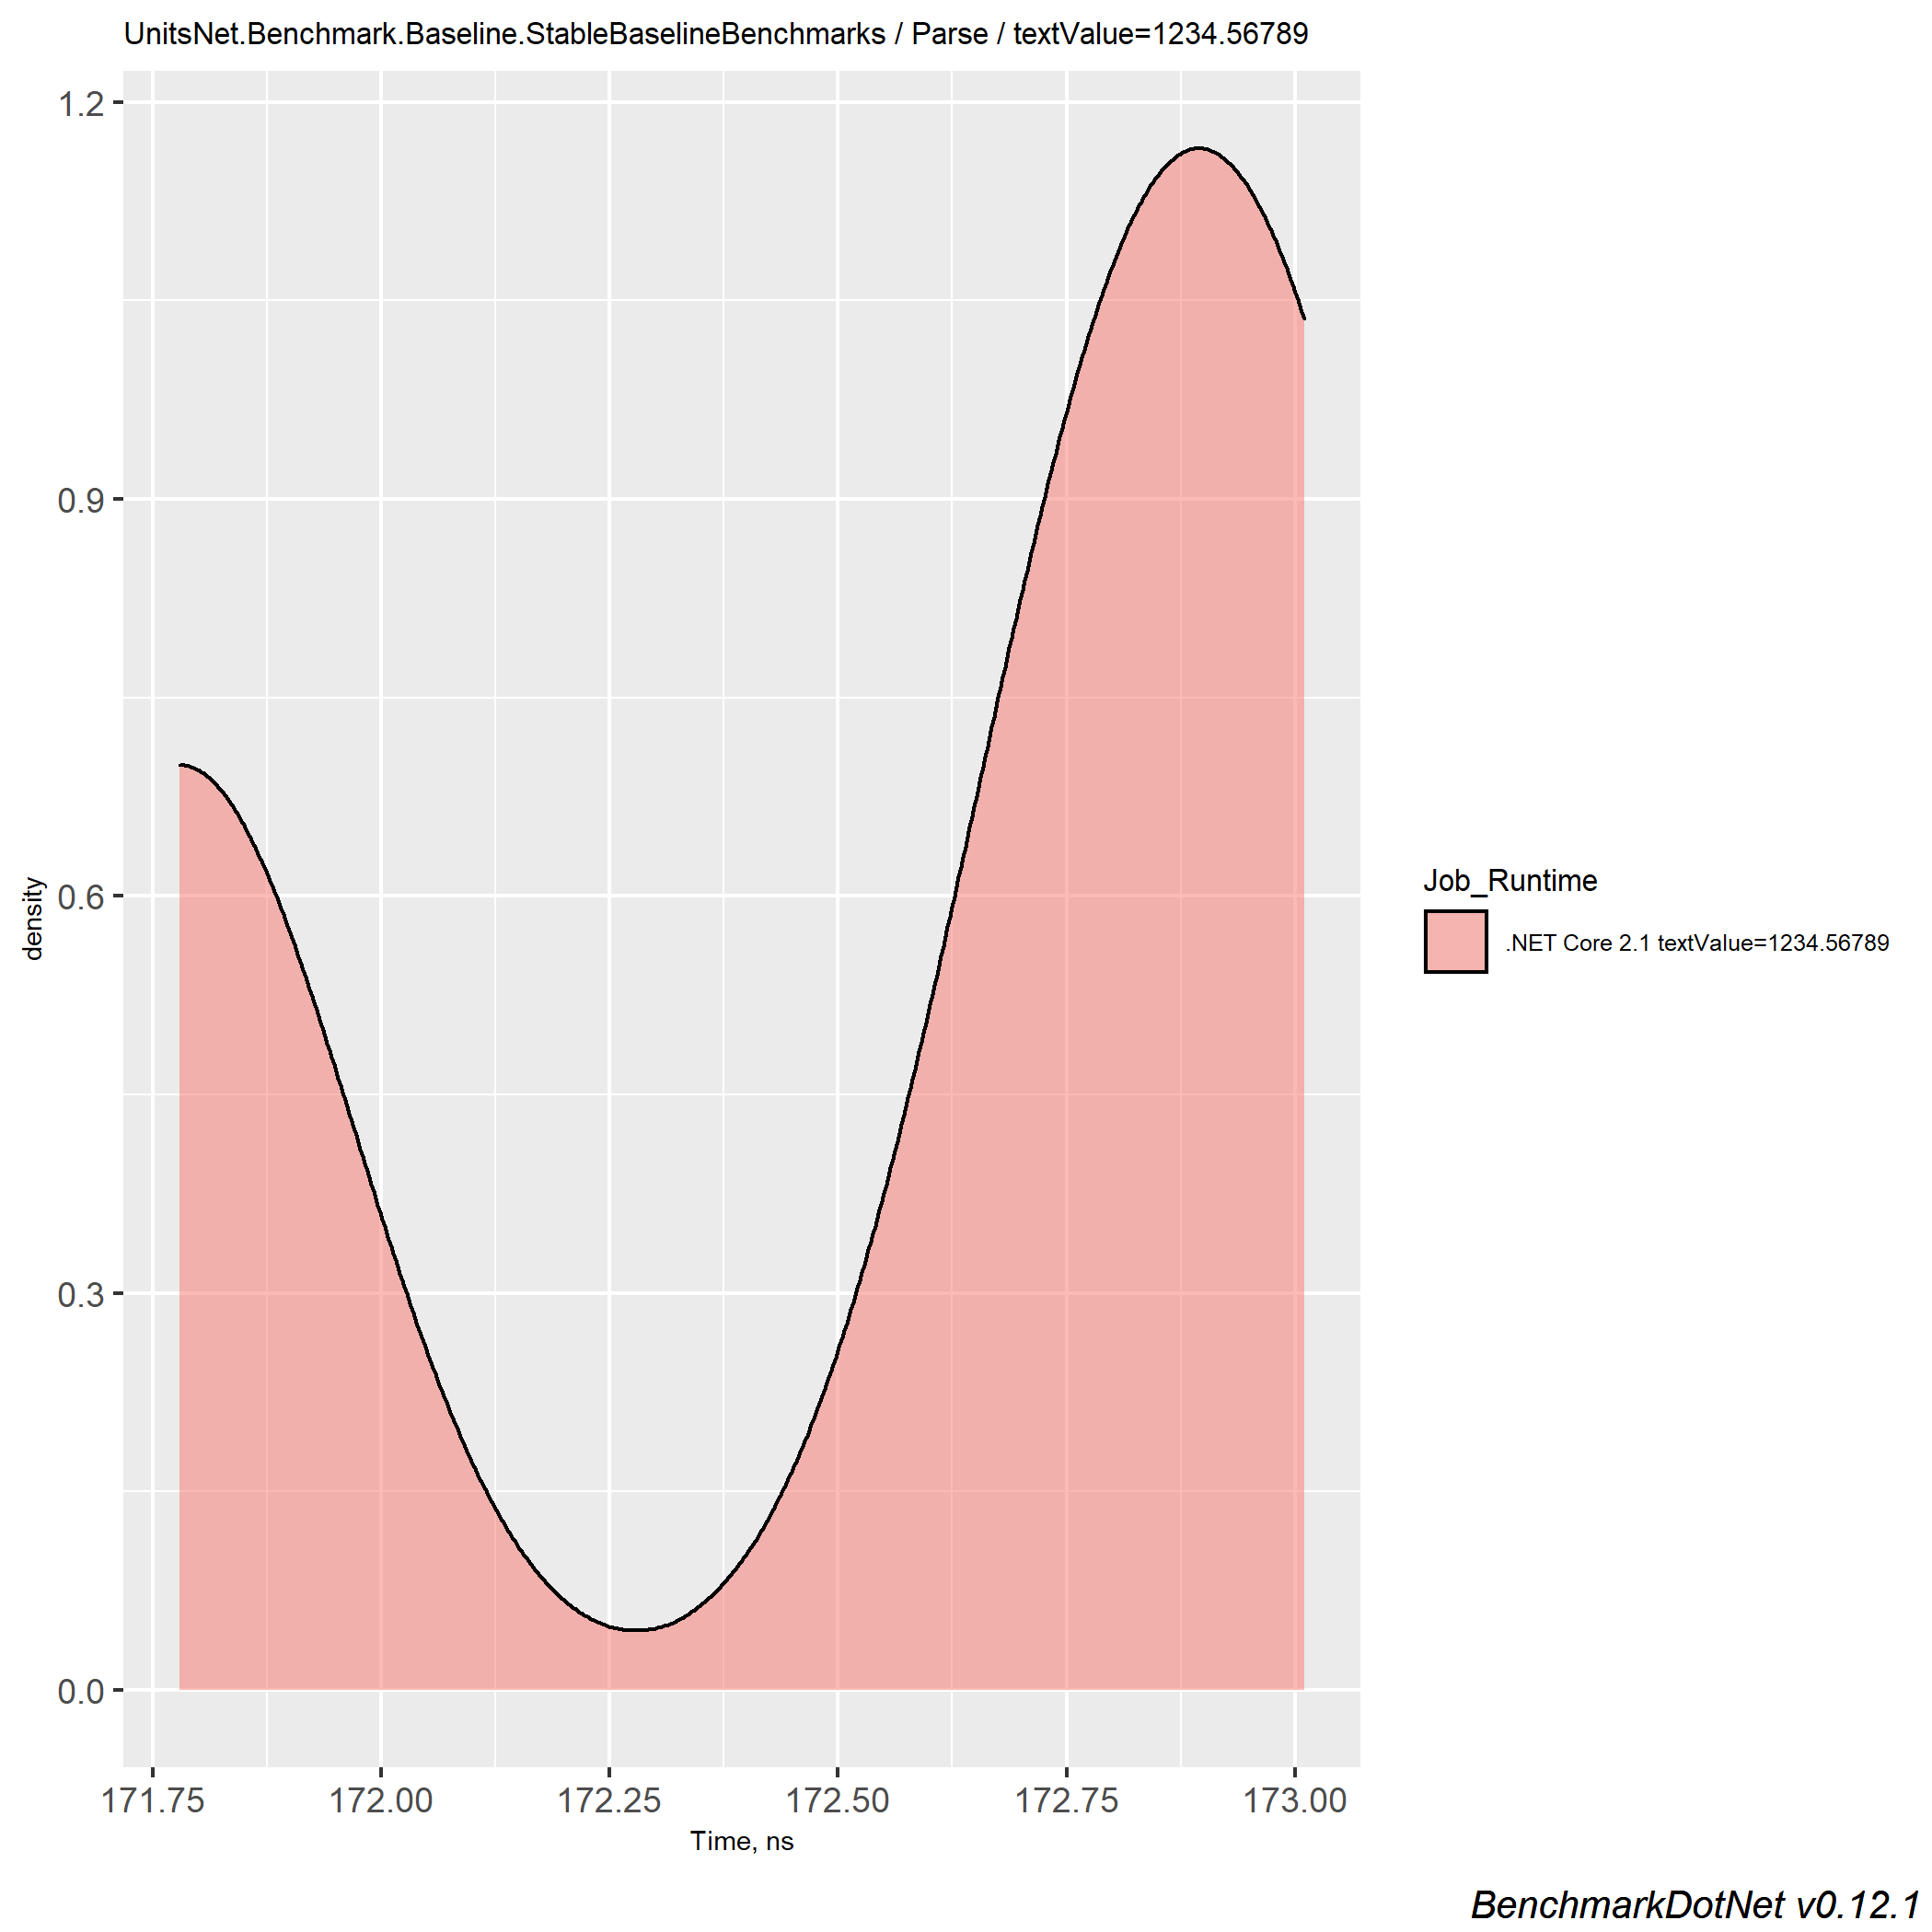 UnitsNet.Benchmark.Baseline.StableBaselineBenchmarks / Parse / textValue=1234.56789
1.2
0.9
0.6
0.3
0.0
density
171.75 172.00 172.25 172.50 172.75 173.00
Time, ns
Job_Runtime
.NET Core 2.1 textValue=1234.56789
BenchmarkDotNet v0.12.1